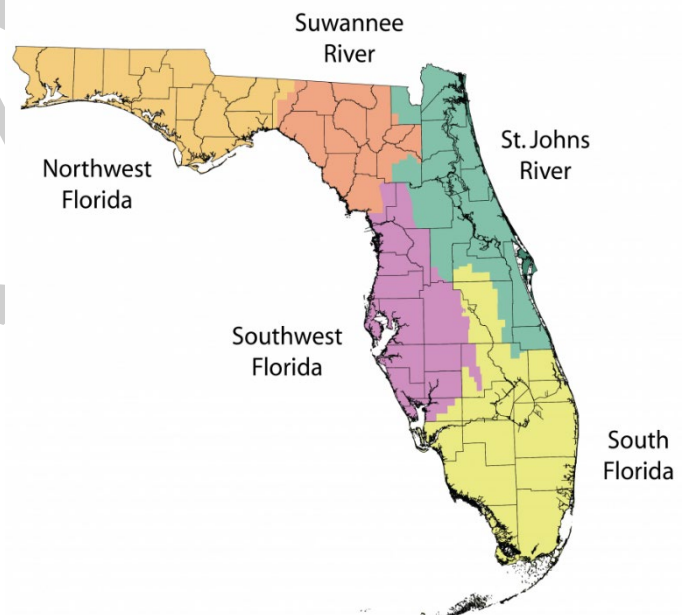 Suwannee
River
St. Johns
River
Northwest
Florida
Southwest
Florida
South
Florida